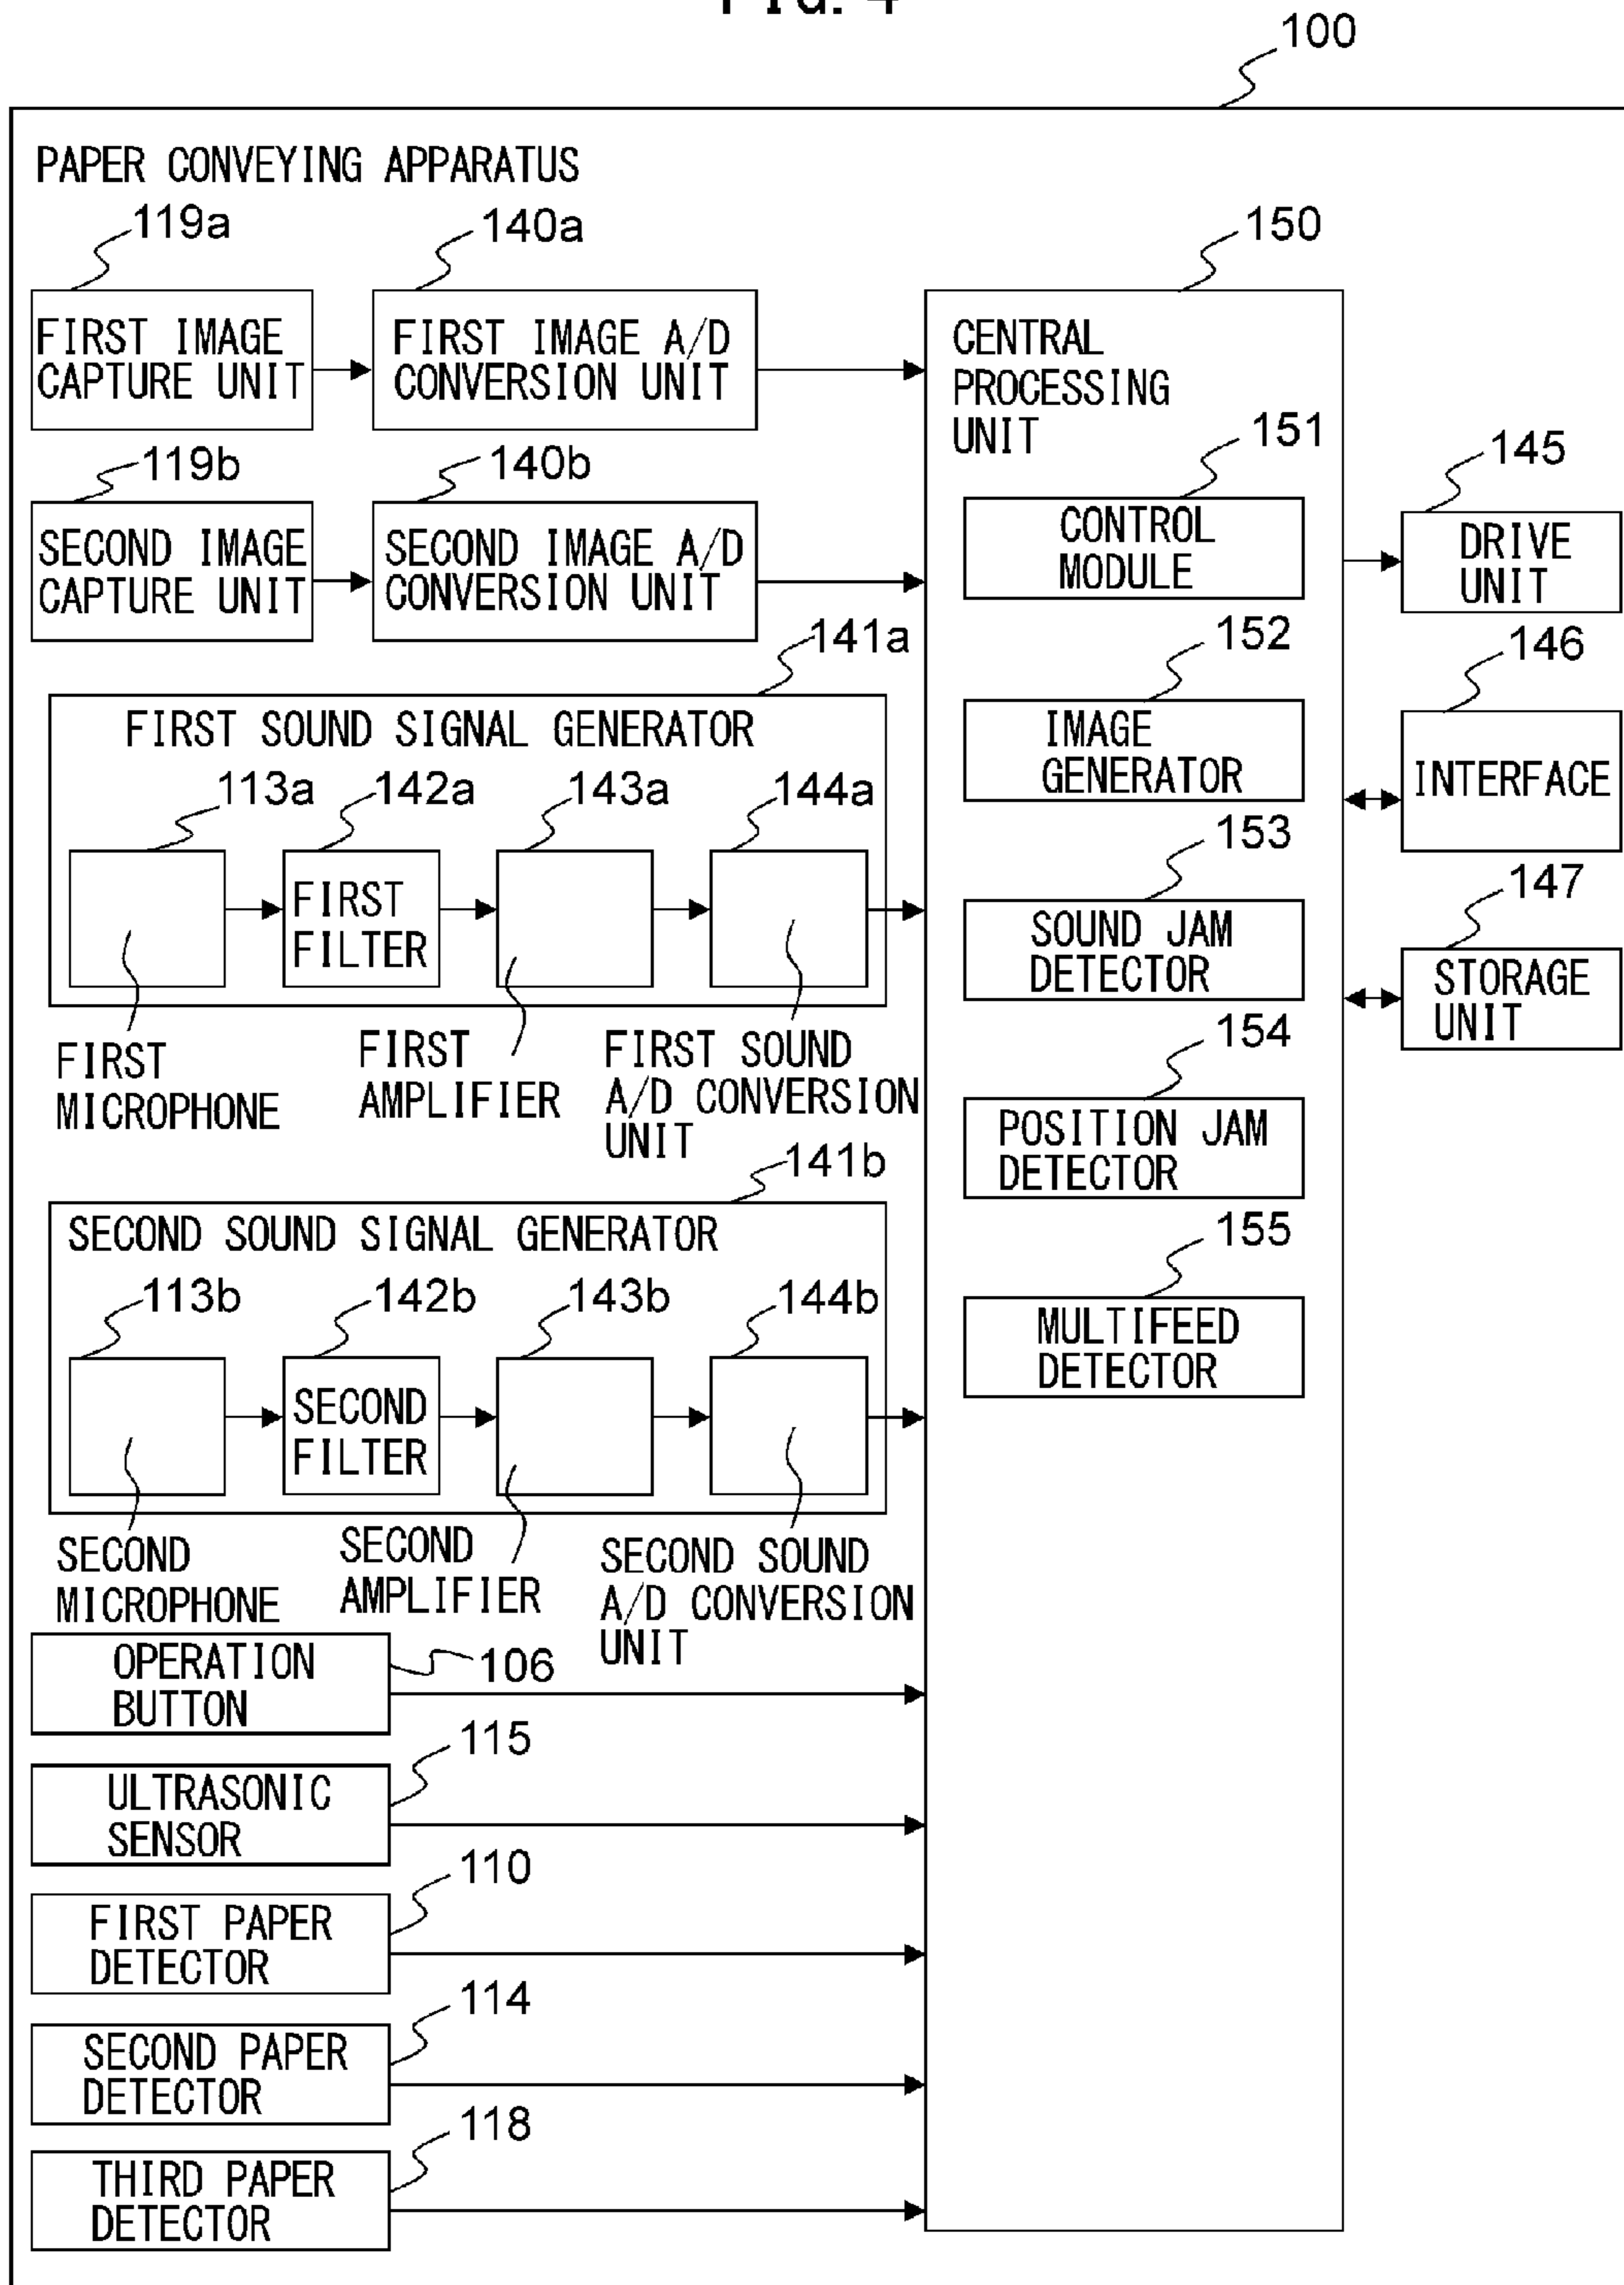 FIG. 4
100
PAPER CONVEYING APPARATUS
119a
140a
150
FIRST IMAGE
CAPTURE UNIT
FIRST IMAGE A/D
CONVERSION UNIT
CENTRAL
PROCESSING
UNIT
119b
140b
151
145
SECOND IMAGE
CAPTURE UNIT
SECOND IMAGE A/D
CONVERSION UNIT
CONTROL
MODULE
DRIVE
UNIT
141a
152
146
FIRST SOUND SIGNAL GENERATOR
IMAGE
GENERATOR
INTERFACE
113a
142a
143a
144a
153
147
FIRST
FILTER
SOUND JAM
DETECTOR
STORAGE
UNIT
FIRST
MICROPHONE
FIRST
AMPLIFIER
FIRST SOUND
A/D CONVERSION
UNIT
154
POSITION JAM
DETECTOR
141b
SECOND SOUND SIGNAL GENERATOR
155
113b
142b
143b
144b
MULTIFEED
DETECTOR
SECOND
FILTER
SECOND
MICROPHONE
SECOND
AMPLIFIER
SECOND SOUND
A/D CONVERSION
UNIT
OPERATION
BUTTON
106
ULTRASONIC
SENSOR
115
FIRST PAPER
DETECTOR
110
SECOND PAPER
DETECTOR
114
THIRD PAPER
DETECTOR
118